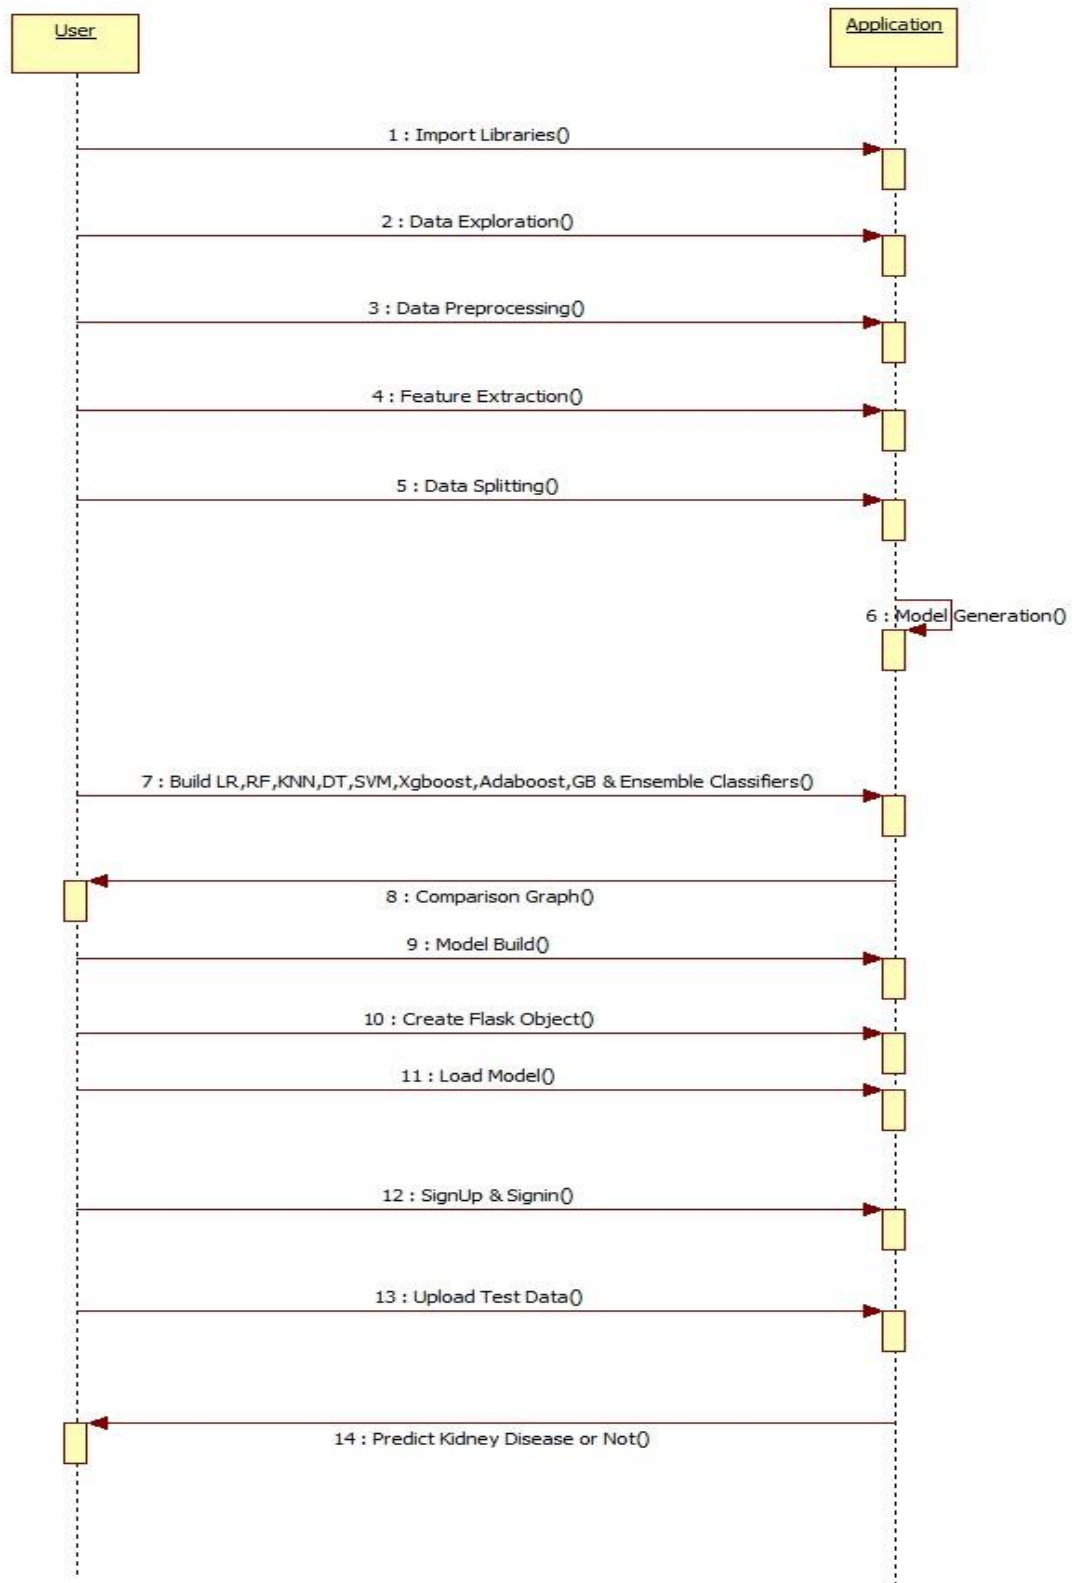 User
Application
1 : Import Libraries()
2 : Data Exploration()
3 : Data Preprocessing()
4 : Feature Extraction()
5 : Data Splitting()
6 : Model Generation()
7 : Build LR,RF,KNN,DT,SVM,Xgboost,Adaboost,GB & Ensemble Classifiers()
8 : Comparison Graph()
9 : Model Build()
10 : Create Flask Object()
11 : Load Model()
12 : SignUp & Signin()
13 : Upload Test Data()
14 : Predict Kidney Disease or Not()